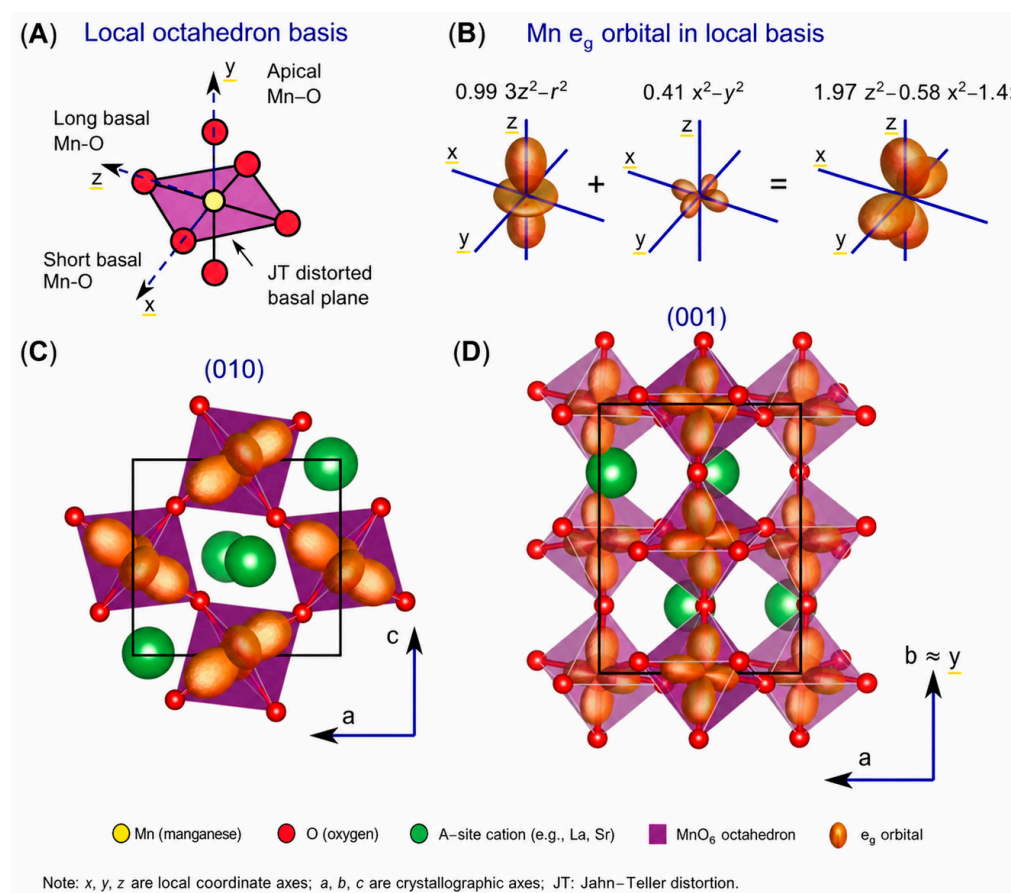 (A) Local octahedron basis
y
Apical
Mn–O
Long basal
Mn-O
z
Short basal
Mn-O
x
JT distorted
basal plane
(B) Mn eg orbital in local basis
0.99 3z²−r²
0.41 x²−y²
1.97 z²−0.58 x²−1.4
z
x
y
+
z
x
y
=
z
x
y
(C)
(010)
c
a
(D)
(001)
b ≈ y
a
Mn (manganese)
O (oxygen)
A−site cation (e.g., La, Sr)
MnO₆ octahedron
eg orbital
Note: x, y, z are local coordinate axes; a, b, c are crystallographic axes; JT: Jahn−Teller distortion.